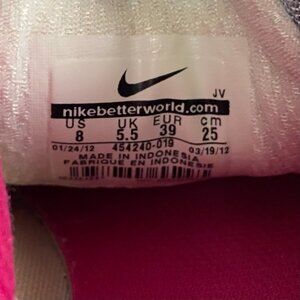 JV
nikebetterworld.com
US UK EUR cm
8 5.5 39 25
01/24/12 454240-019 03/19/12
MADE IN INDONESIA
FABRIQUE EN INDONESIE